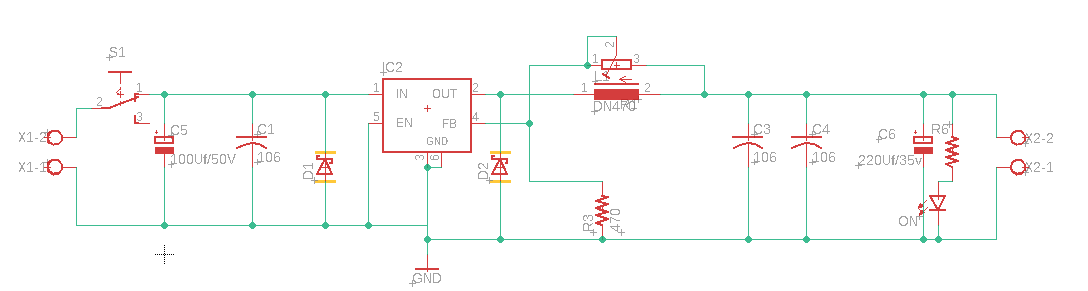 S1
2
1
3
X1-2
X1-1
C5
100Uf/50V
C1
106
D1
IC2
1
IN
OUT
2
5
EN
FB
4
GND
3
6
D2
GND
2
1
3
1
2
DN470
R3
470
C3
106
C4
106
C6
220Uf/35v
R6
ON
X2-2
X2-1